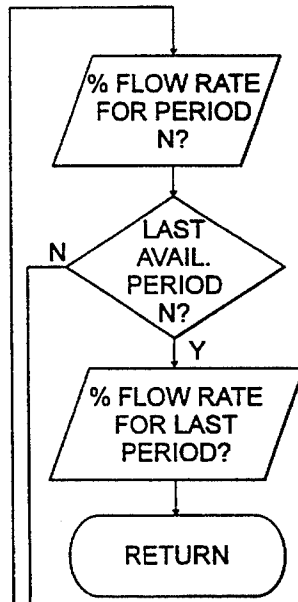 % FLOW RATE
FOR PERIOD
N?
LAST
AVAIL.
PERIOD
N?
N
Y
% FLOW RATE
FOR LAST
PERIOD?
RETURN